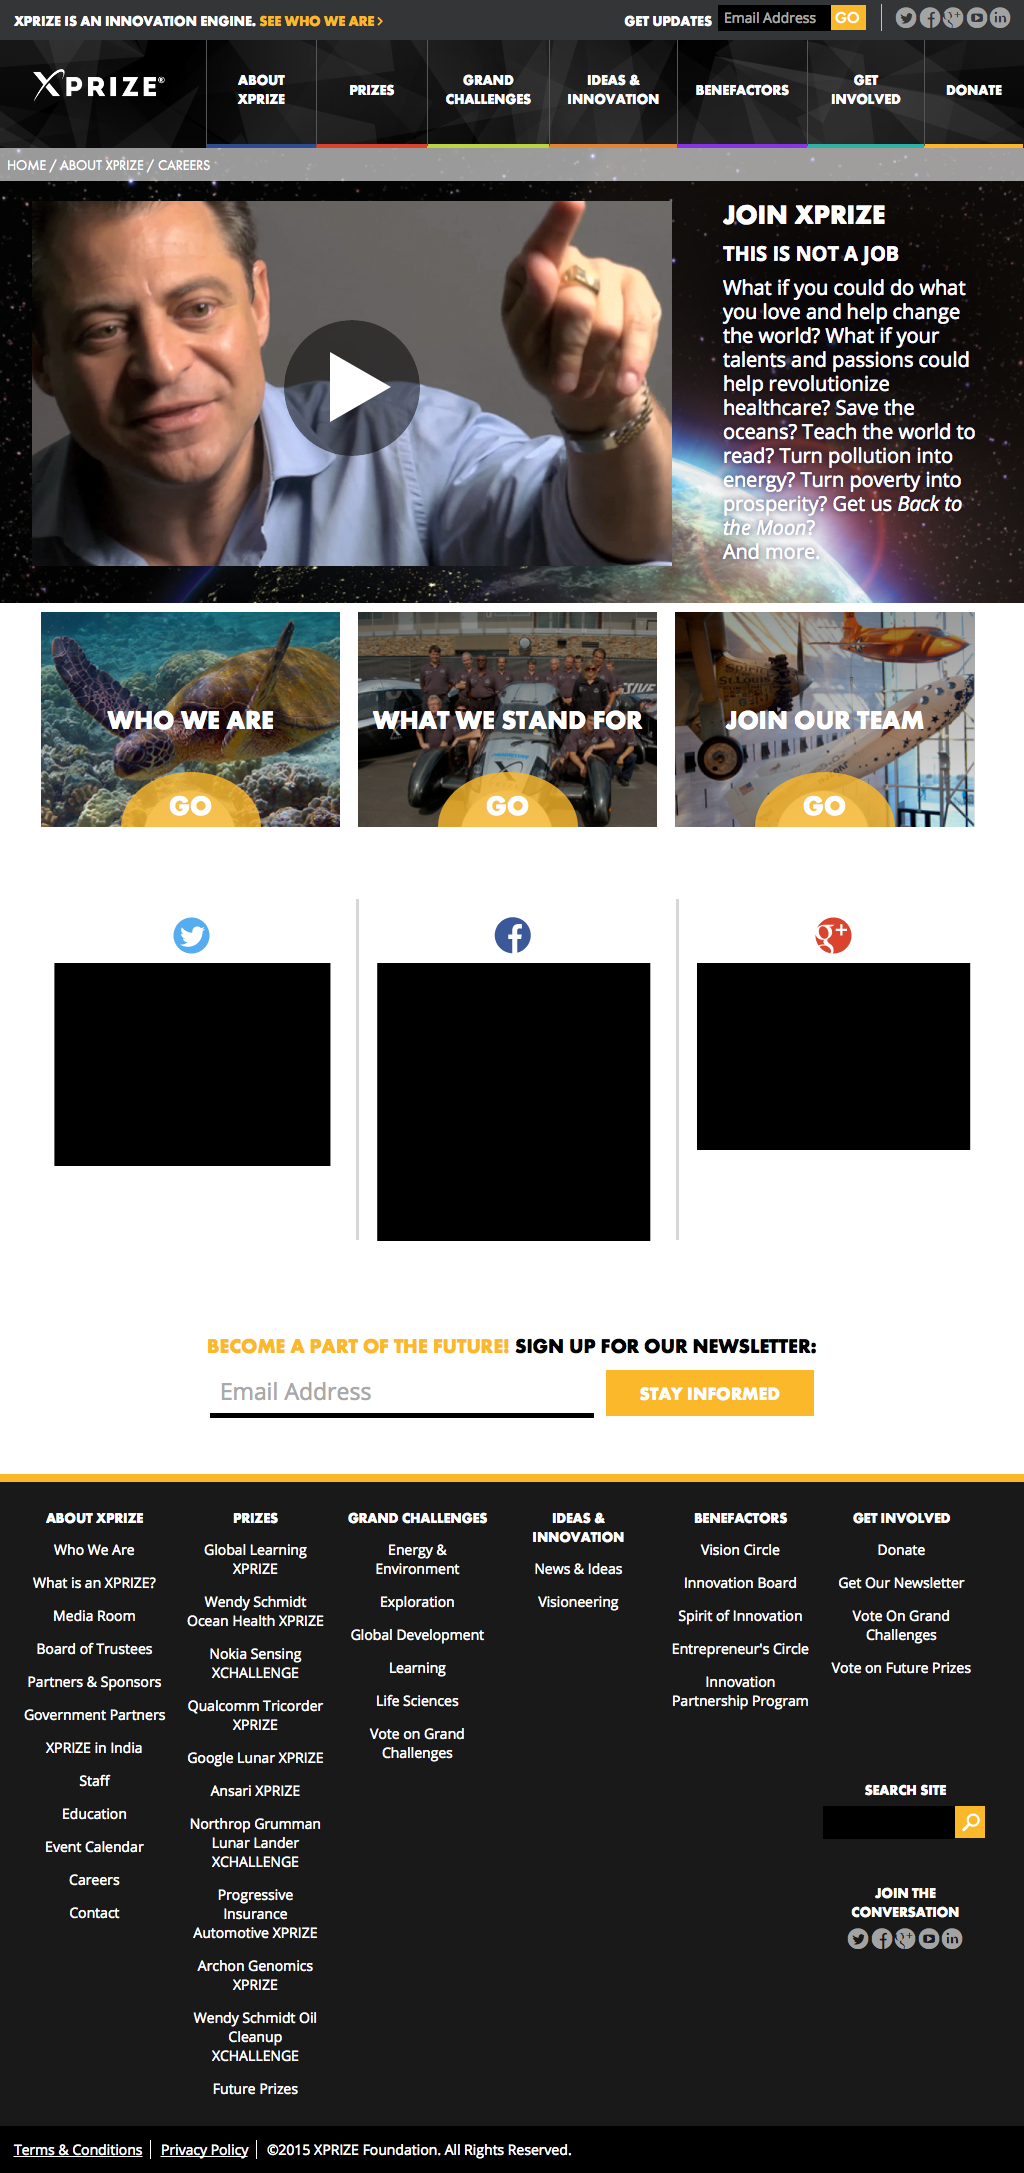 XPRIZE IS AN INNOVATION ENGINE. SEE WHO WE ARE >
GET UPDATES Email Address GO
XPRIZE®
ABOUT
XPRIZE
PRIZES
GRAND
CHALLENGES
IDEAS &
INNOVATION
BENEFACTORS
GET
INVOLVED
DONATE
HOME / ABOUT XPRIZE / CAREERS
JOIN XPRIZE
THIS IS NOT A JOB
What if you could do what
you love and help change
the world? What if your
talents and passions could
help revolutionize
healthcare? Save the
oceans? Teach the world to
read? Turn pollution into
energy? Turn poverty into
prosperity? Get us Back to
the Moon?
And more.
WHO WE ARE
GO
WHAT WE STAND FOR
GO
Spirit
St. Louis
JOIN OUR TEAM
GO
BECOME A PART OF THE FUTURE! SIGN UP FOR OUR NEWSLETTER:
Email Address
STAY INFORMED
ABOUT XPRIZE
Who We Are
What is an XPRIZE?
Media Room
Board of Trustees
Partners & Sponsors
Government Partners
XPRIZE in India
Staff
Education
Event Calendar
Careers
Contact
PRIZES
Global Learning
XPRIZE
Wendy Schmidt
Ocean Health XPRIZE
Nokia Sensing
XCHALLENGE
Qualcomm Tricorder
XPRIZE
Google Lunar XPRIZE
Ansari XPRIZE
Northrop Grumman
Lunar Lander
XCHALLENGE
Progressive
Insurance
Automotive XPRIZE
Archon Genomics
XPRIZE
Wendy Schmidt Oil
Cleanup
XCHALLENGE
Future Prizes
GRAND CHALLENGES
Energy &
Environment
Exploration
Global Development
Learning
Life Sciences
Vote on Grand
Challenges
IDEAS &
INNOVATION
News & Ideas
Visioneering
BENEFACTORS
Vision Circle
Innovation Board
Spirit of Innovation
Entrepreneur's Circle
Innovation
Partnership Program
GET INVOLVED
Donate
Get Our Newsletter
Vote On Grand
Challenges
Vote on Future Prizes
SEARCH SITE
JOIN THE
CONVERSATION
Terms & Conditions
Privacy Policy
©2015 XPRIZE Foundation. All Rights Reserved.